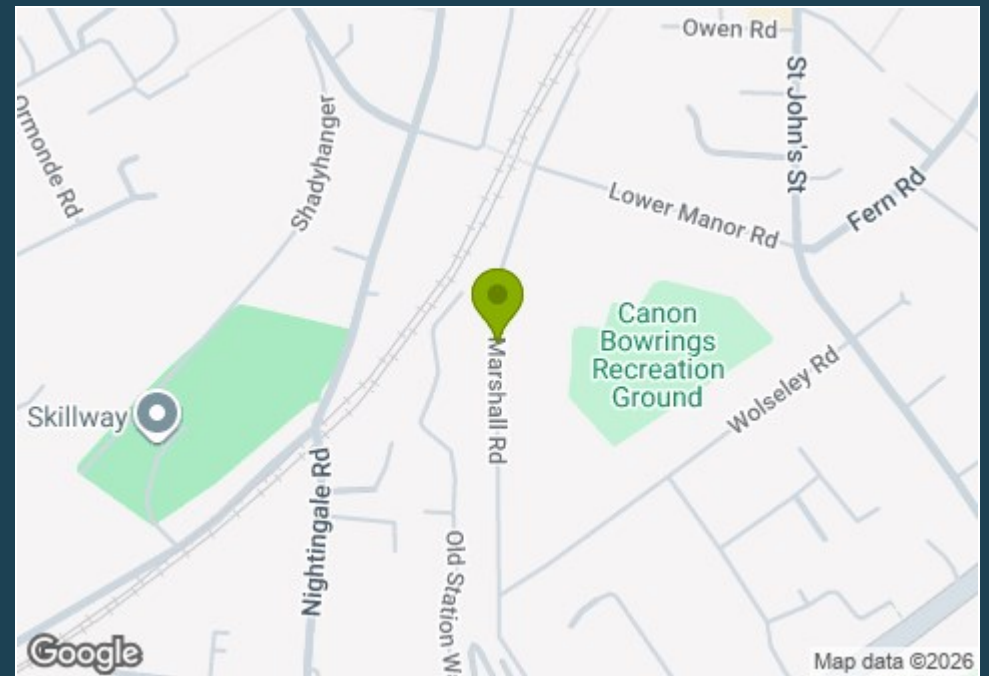 Owen Rd
St John's St
Ormonde Rd
Shadyhanger
Fern Rd
Lower Manor Rd
Canon
Bowrings
Recreation
Ground
Marshall Rd
Wolseley Rd
Skillway
Nightingale Rd
Old Station Wa
Google
Map data ©2026